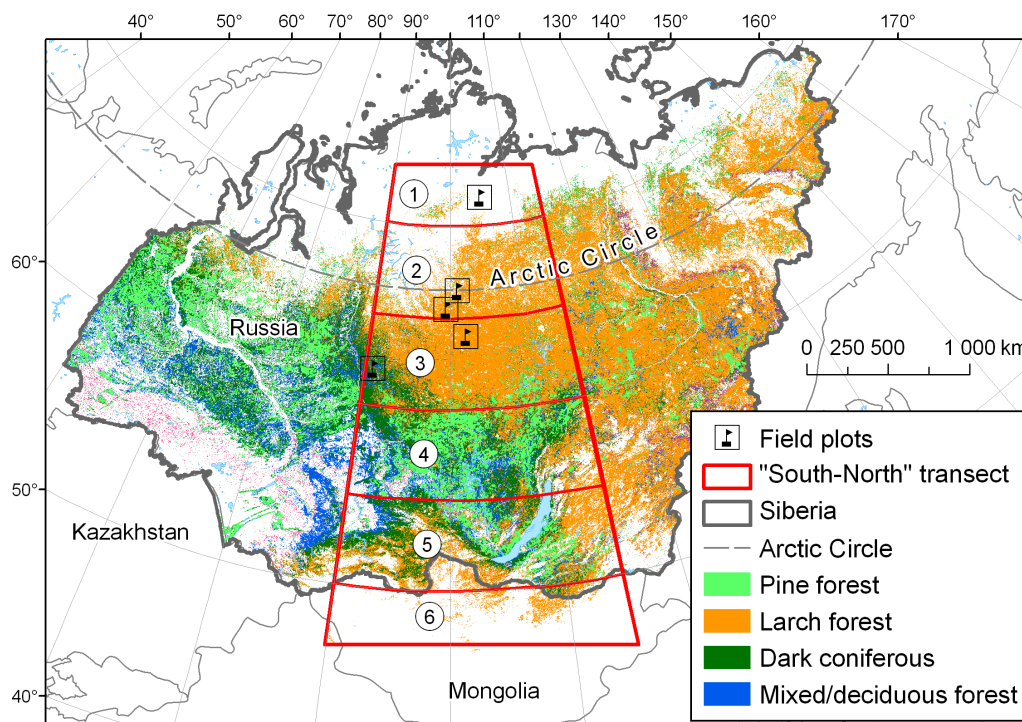 40° 50° 60° 70° 80° 90° 100° 110° 120° 130° 140° 150° 160° 170°
1
2
Arctic Circle
60°
Russia
3
0 250 500 1 000 km
4
50°
Kazakhstan
5
6
Mongolia
40°
Field plots
"South-North" transect
Siberia
Arctic Circle
Pine forest
Larch forest
Dark coniferous
Mixed/deciduous forest